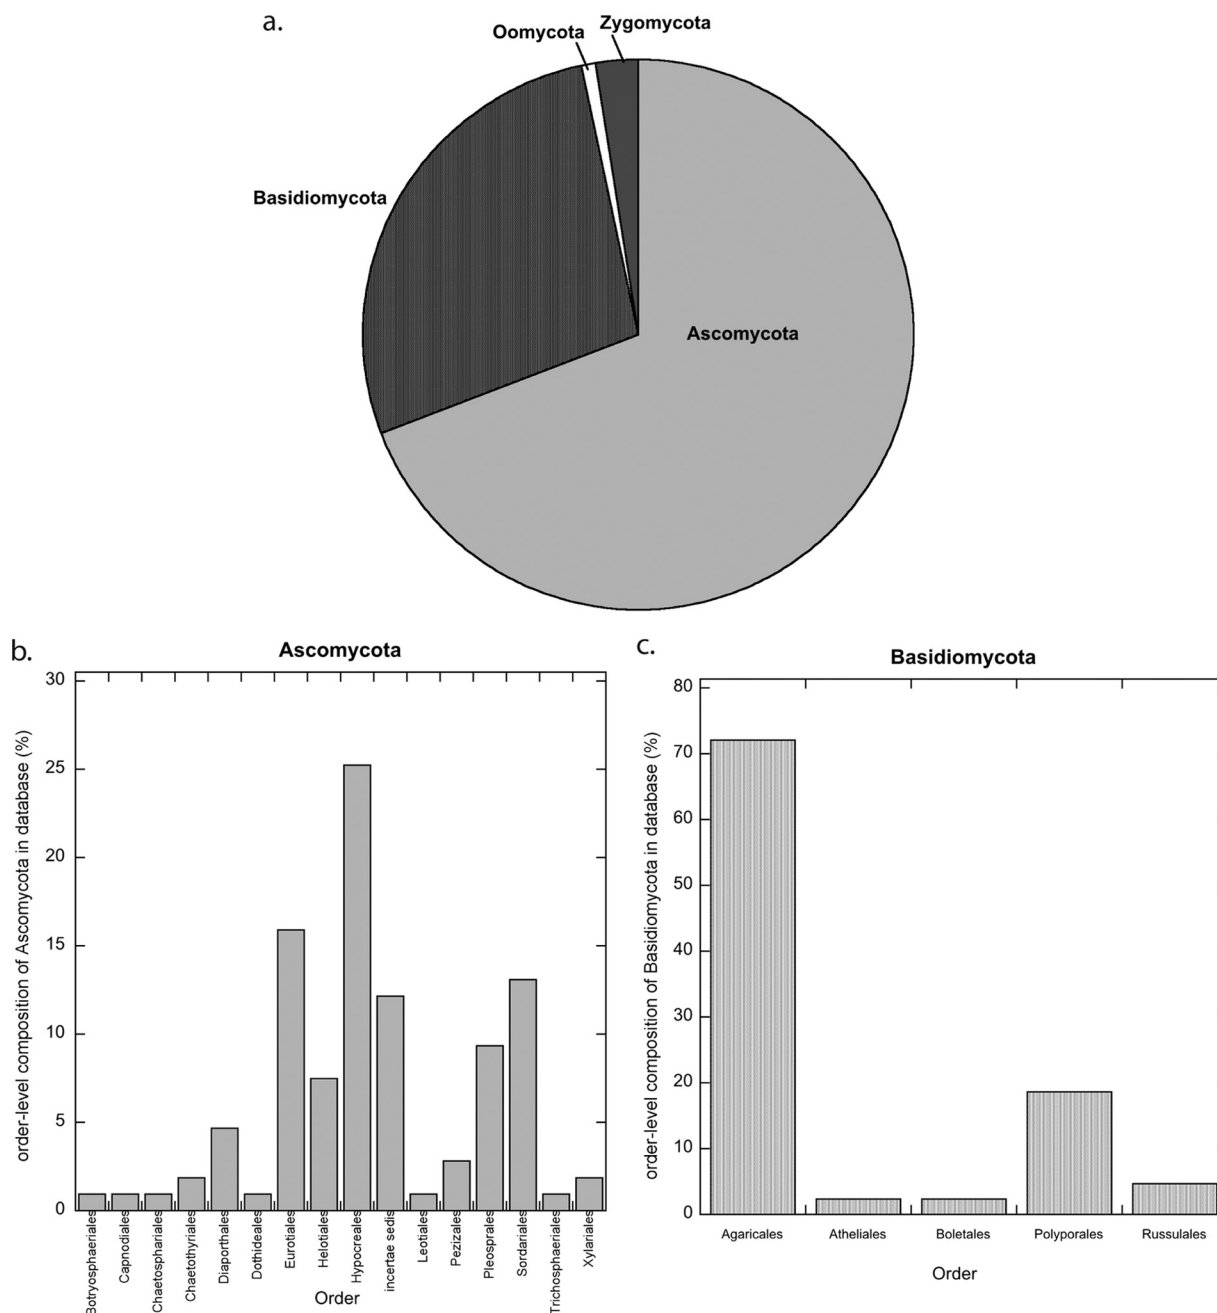 a.
Oomycota
Zygomycota
Basidiomycota
Ascomycota
b.
Ascomycota
order-level composition of Ascomycota in database (%)
30
25
20
15
10
5
0
Botryosphaeriales
Capnodiales
Chaetosphariales
Chaetothyriales
Diaporthales
Dothideales
Eurotiales
Helotiales
Hypocreales
incertae sedis
Leotiales
Pezizales
Pleosprales
Sordariales
Trichosphaeriales
Xylariales
Order
c.
Basidiomycota
order-level composition of Basidiomycota in database (%)
80
70
60
50
40
30
20
10
0
Agaricales
Atheliales
Boletales
Polyporales
Russulales
Order